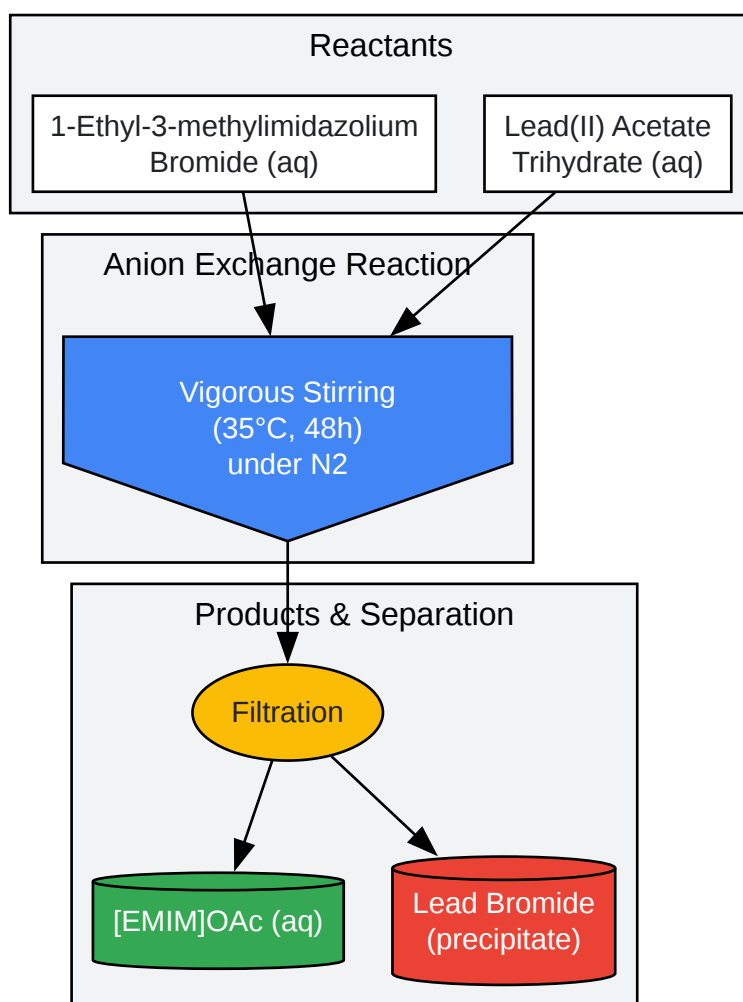 Reactants
1-Ethyl-3-methylimidazolium
Bromide (aq)
Lead(II) Acetate
Trihydrate (aq)
Anion Exchange Reaction
Vigorous Stirring
(35°C, 48h)
under N2
Products & Separation
Filtration
[EMIM]OAc (aq)
Lead Bromide
(precipitate)